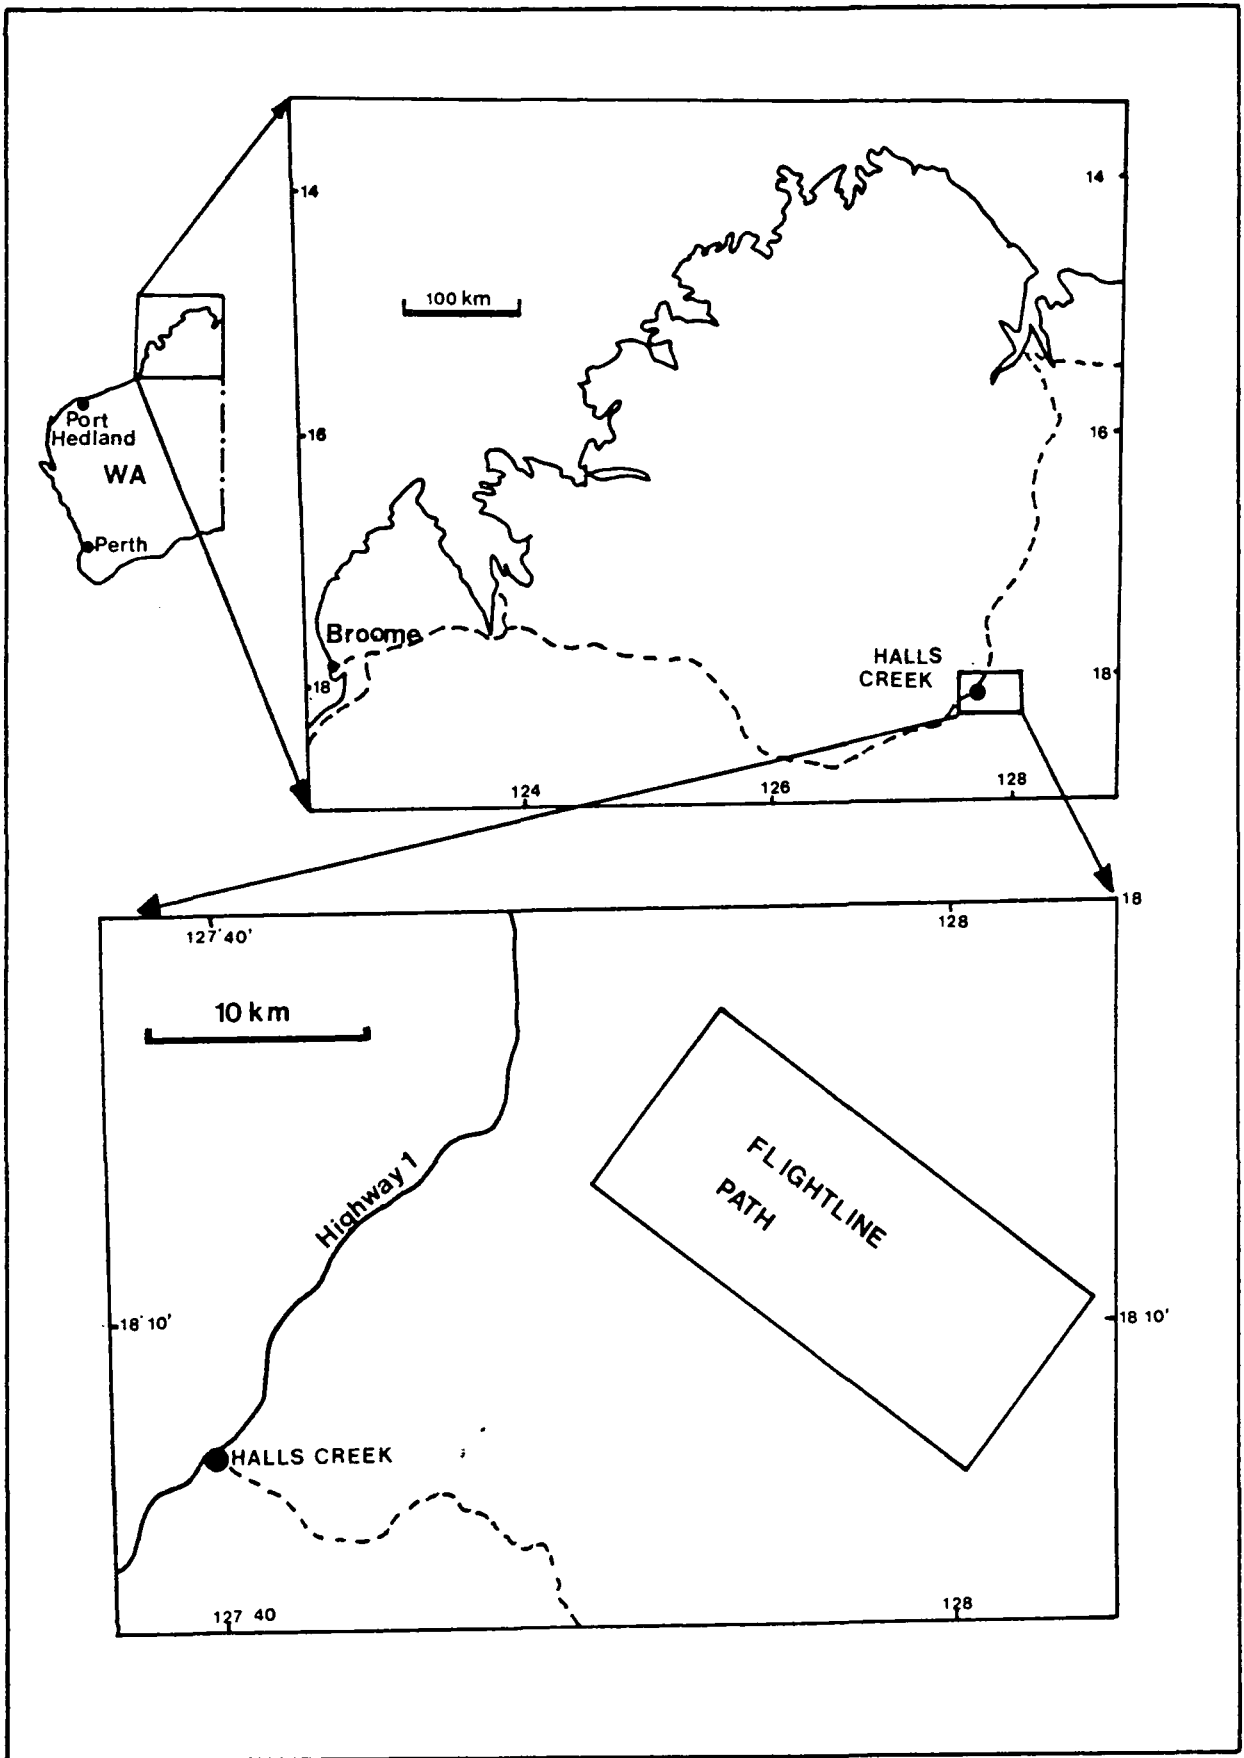 14
14
100 km
Port
Hedland
WA
16
16
Perth
Broome
HALLS
CREEK
18
18
124
126
128
18
127°40'
128
10 km
FLIGHTLINE
PATH
Highway 1
18°10'
18 10'
HALLS CREEK
127 40
128